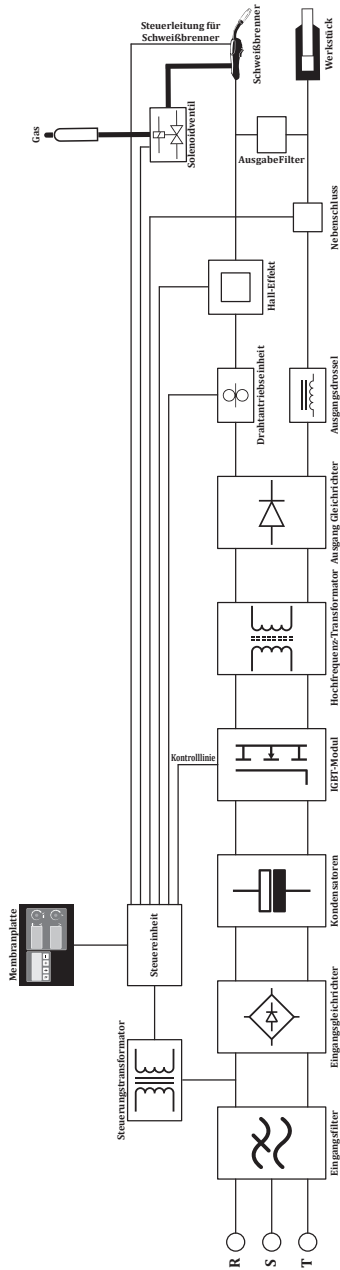 Gas
Steuerleitung für
Schweißbrenner
Solenoidventil
Schweißbrenner
Werkstück
AusgabeFilter
Nebenschluss
Hall-Effekt
Drahtantriebseinheit
Ausgangsdrossel
Ausgang Gleichrichter
Hochfrequenz-Transformator
Kontrolllinie
IGBT-Modul
Membranplatte
Steuereinheit
Kondensatoren
Steuerungstransformator
Eingangsgleichrichter
Eingangsfilter
R
S
T